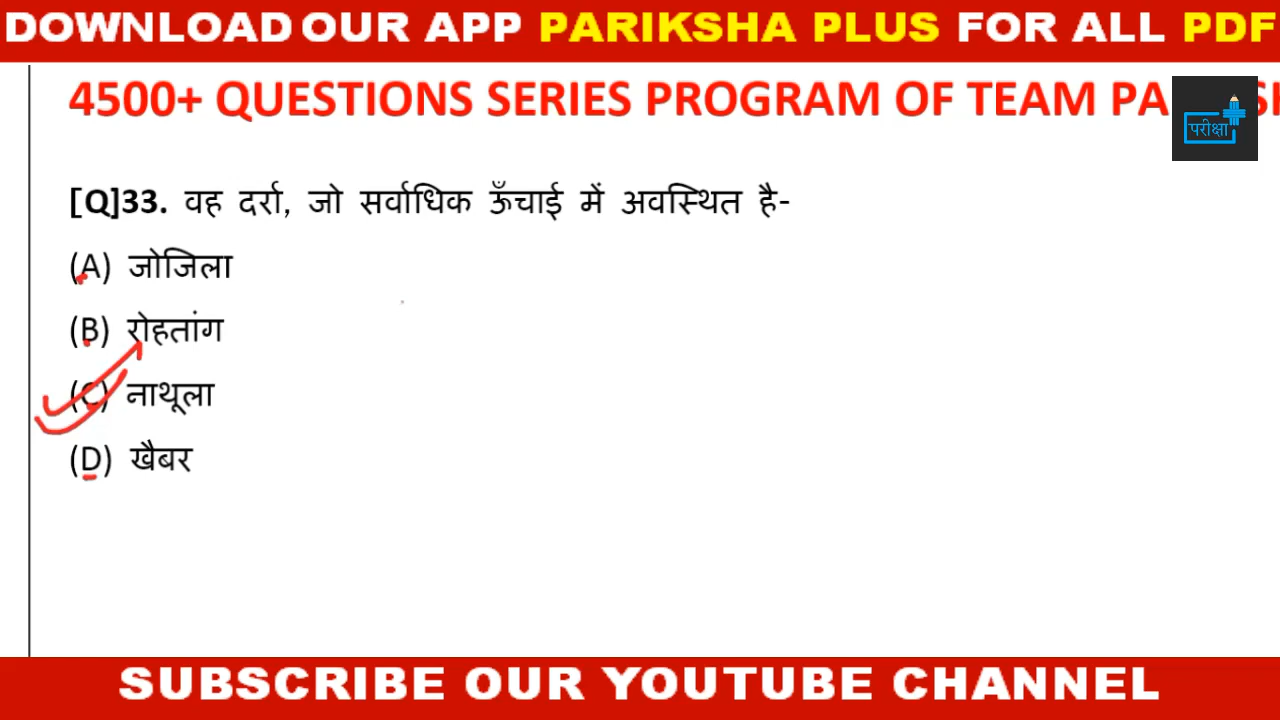 DOWNLOAD OUR APP PARIKSHA PLUS FOR ALL PDF
4500+ QUESTIONS SERIES PROGRAM OF TEAM
परीक्षा
[Q]33. वह दर्रा, जो सर्वाधिक ऊँचाई में अवस्थित है-
(A) जोजिला
(B) रोहतांग
(C) नाथूला
(D) खैबर
SUBSCRIBE OUR YOUTUBE CHANNEL